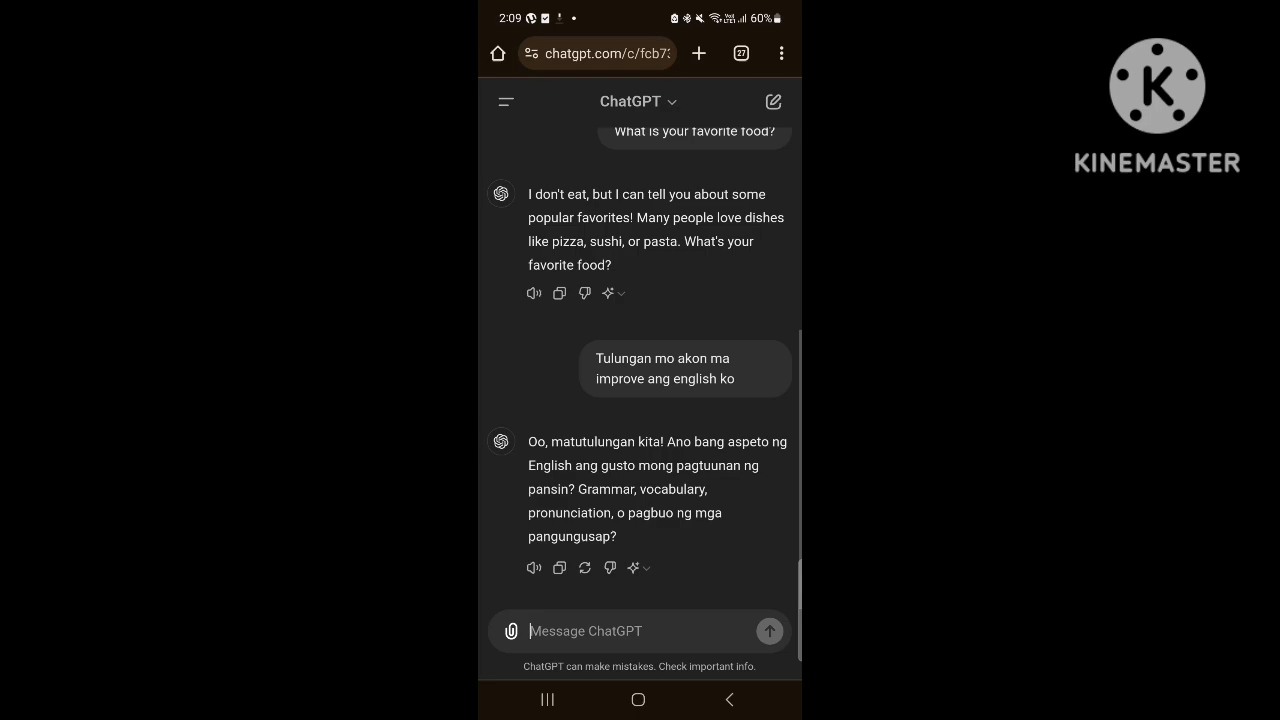 2:09
60%
chatgpt.com/c/fcb73
27
KINEMASTER
ChatGPT
What is your favorite food?
I don't eat, but I can tell you about some
popular favorites! Many people love dishes
like pizza, sushi, or pasta. What's your
favorite food?
Tulungan mo akon ma
improve ang english ko
Oo, matutulungan kita! Ano bang aspeto ng
English ang gusto mong pagtuunan ng
pansin? Grammar, vocabulary,
pronunciation, o pagbuo ng mga
pangungusap?
Message ChatGPT
ChatGPT can make mistakes. Check important info.